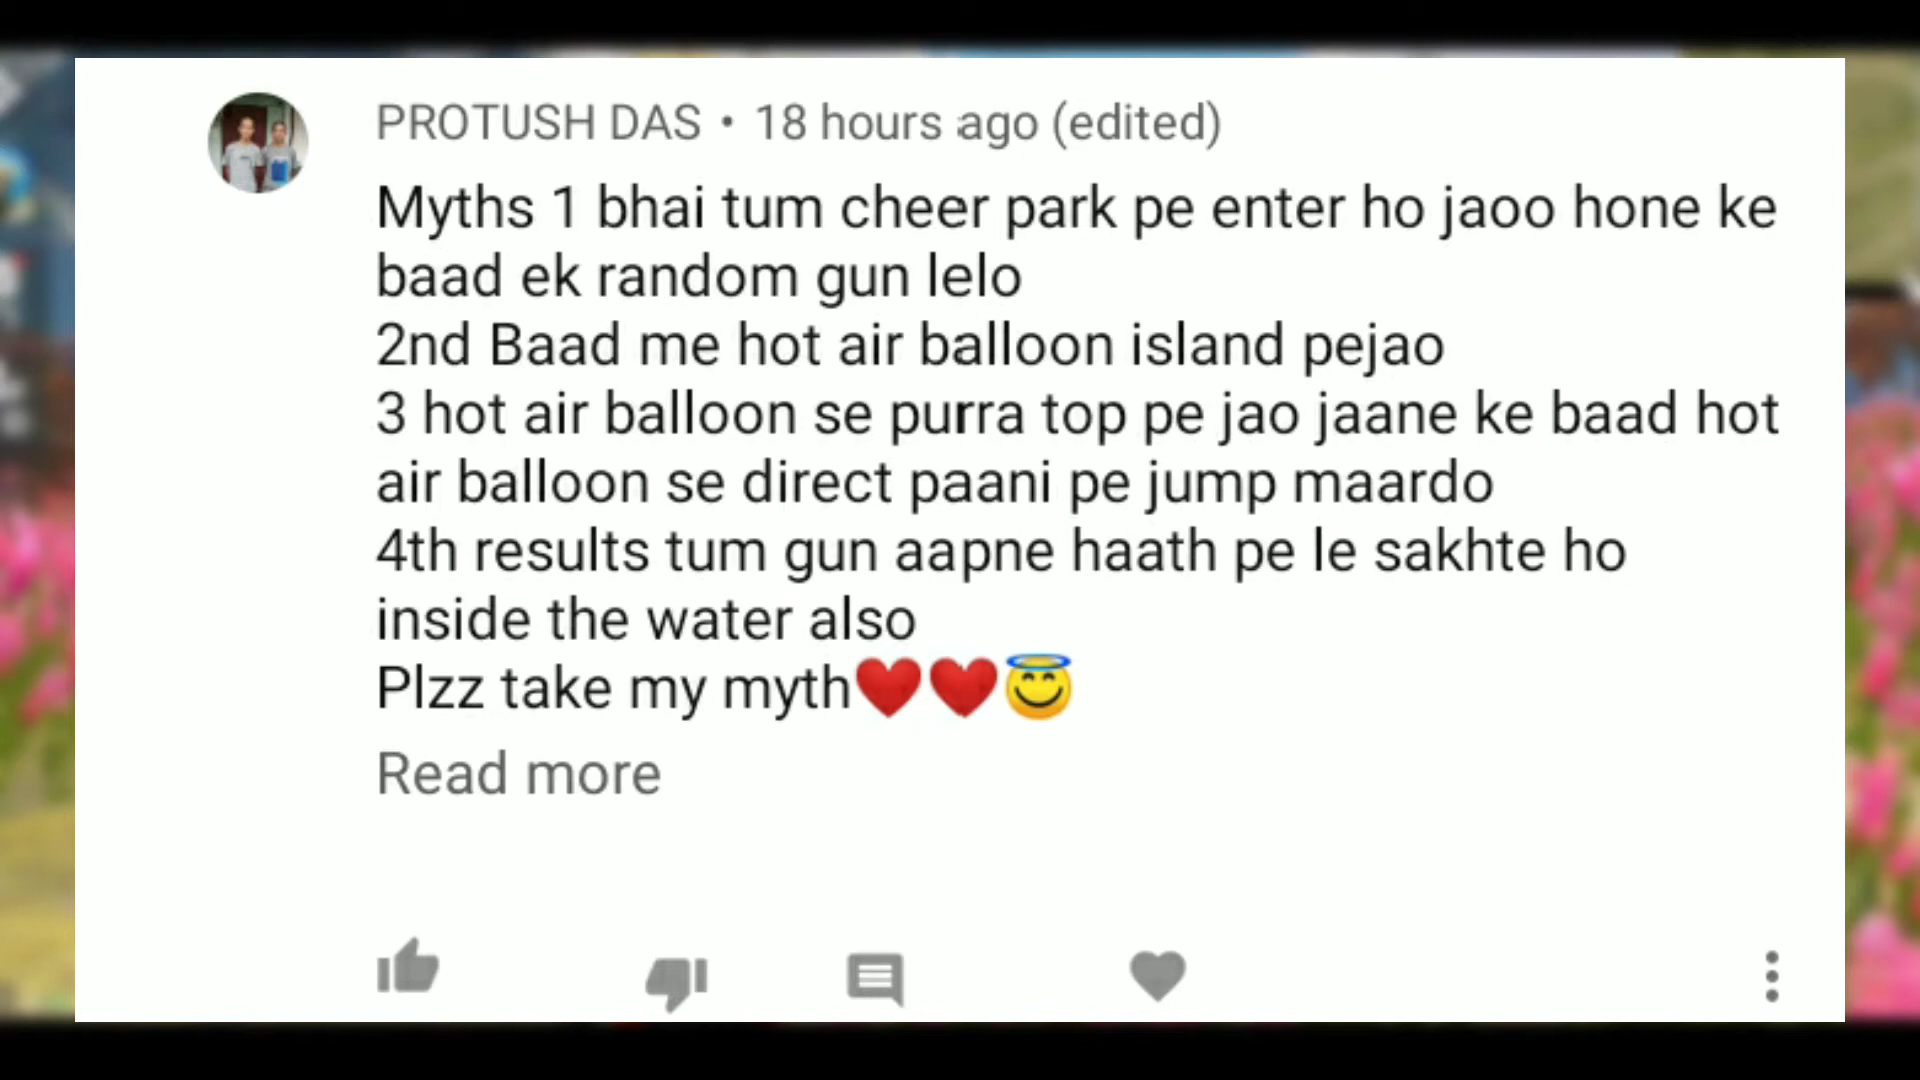 PROTUSH DAS • 18 hours ago (edited)
Myths 1 bhai tum cheer park pe enter ho jaoo hone ke
baad ek random gun lelo
2nd Baad me hot air balloon island pejao
3 hot air balloon se purra top pe jao jaane ke baad hot
air balloon se direct paani pe jump maardo
4th results tum gun aapne haath pe le sakhte ho
inside the water also
Plzz take my myth❤️❤️😇
Read more